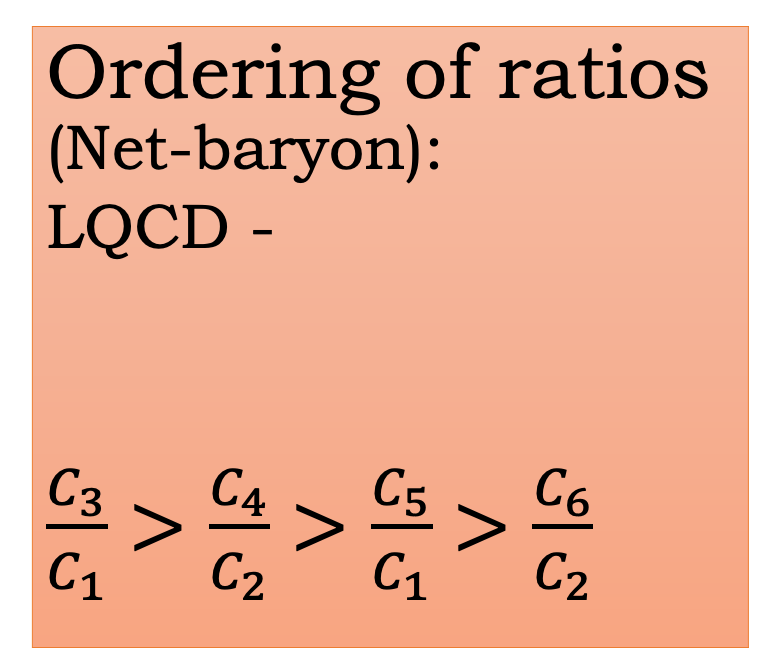 Ordering of ratios
(Net-baryon):
LQCD -
C₃/C₁ > C₄/C₂ > C₅/C₁ > C₆/C₂